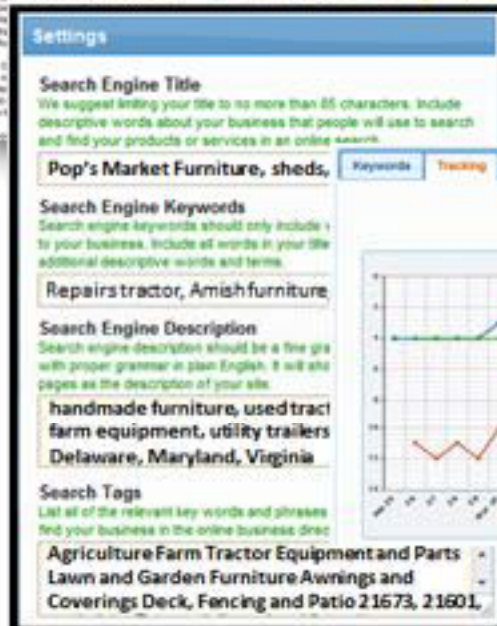 Settings
Search Engine Title
We suggest limiting your title to no more than 85 characters. Include
descriptive words about your business that people will use to search
and find your products or services in an online search.
Pop's Market Furniture, sheds,
Keywords
Tracking
Search Engine Keywords
Search engine keywords should only include
to your business. Include all words in your title
additional descriptive words and terms.
Repairs tractor, Amish furniture,
Search Engine Description
Search engine description should be a fine
with proper grammar in plain English. It will
pages as the description of your site.
handmade furniture, used tract
farm equipment, utility trailers
Delaware, Maryland, Virginia
Search Tags
List all of the relevant key words and phrases
find your business in the online business direc
Agriculture Farm Tractor Equipment and Parts
Lawn and Garden Furniture Awnings and
Coverings Deck, Fencing and Patio 21673, 21601,